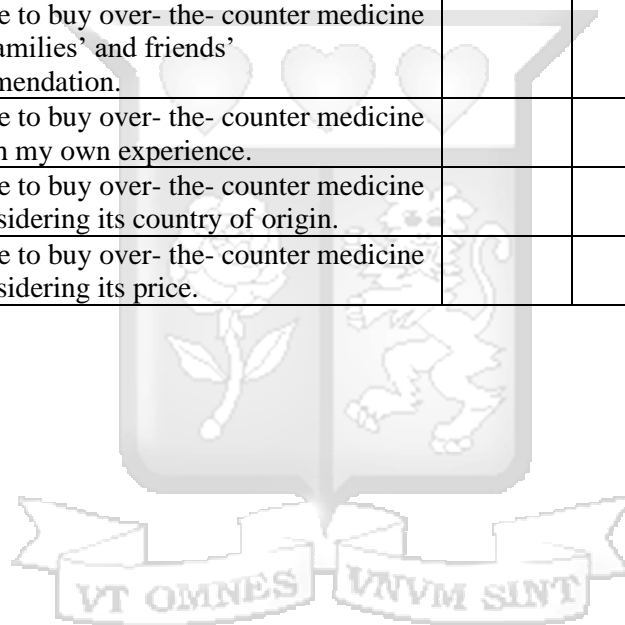 e to buy over- the- counter medicine
amilies’ and friends’
mendation.
e to buy over- the- counter medicine
n my own experience.
e to buy over- the- counter medicine
sidering its country of origin.
e to buy over- the- counter medicine
sidering its price.
VT OMNES VNVM SINT